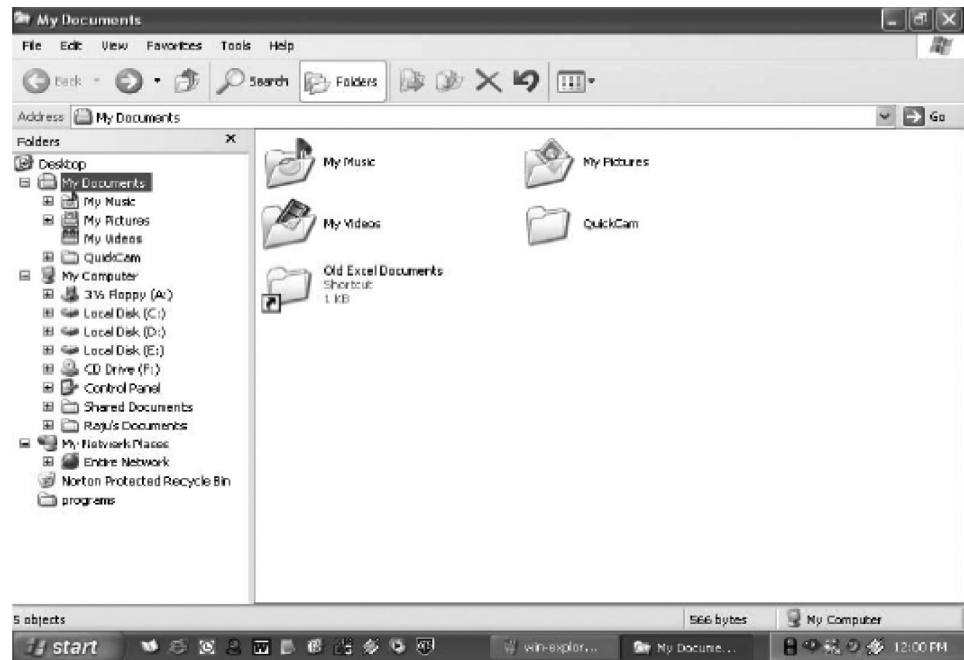 My Documents
File Edit View Favorites Tools Help
Back Search Folders
Address My Documents Go
Folders
Desktop
My Documents
My Music
My Pictures
My Videos
QuickCam
My Computer
3½ Floppy (A:)
Local Disk (C:)
Local Disk (D:)
Local Disk (E:)
CD Drive (F:)
Control Panel
Shared Documents
Raju's Documents
My Network Places
Entire Network
Norton Protected Recycle Bin
programs
My Music My Pictures
My Videos QuickCam
Old Excel Documents
Shortcut
1 KB
5 objects 566 bytes My Computer
start win-explor... My Docume... 12:00 PM